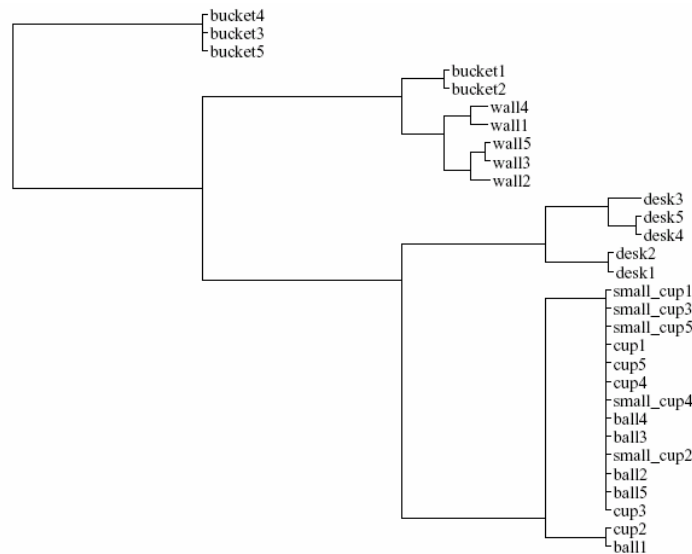 bucket4
bucket3
bucket5
bucket1
bucket2
wall4
wall1
wall5
wall3
wall2
desk3
desk5
desk4
desk2
desk1
small_cup1
small_cup3
small_cup5
cup1
cup5
cup4
small_cup4
ball4
ball3
small_cup2
ball2
ball5
cup3
cup2
ball1